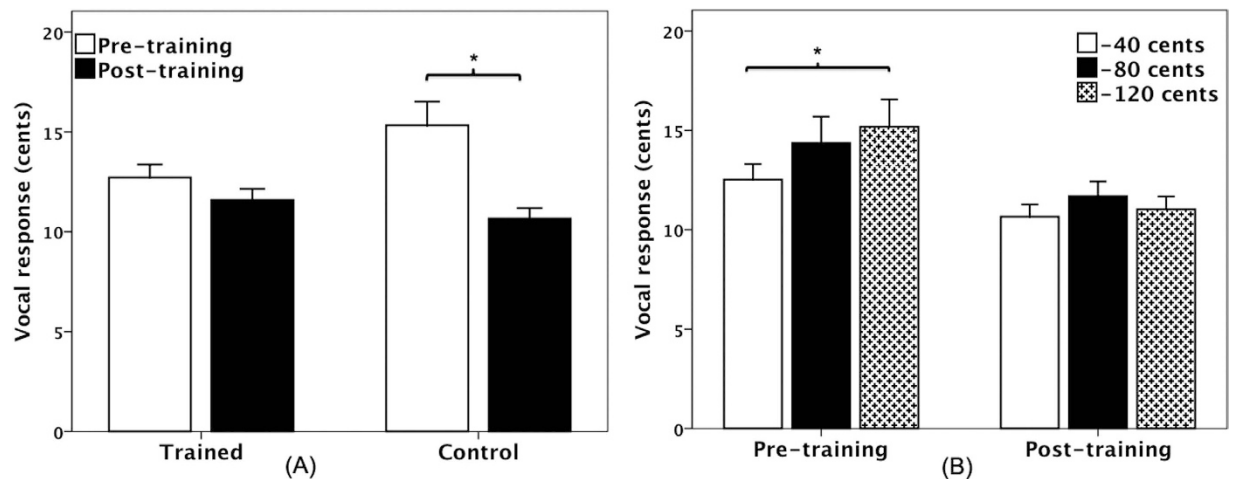 20
15
10
5
0
Vocal response (cents)
Pre-training
Post-training
*
Trained
Control
(A)
20
15
10
5
0
Vocal response (cents)
-40 cents
-80 cents
-120 cents
*
Pre-training
Post-training
(B)